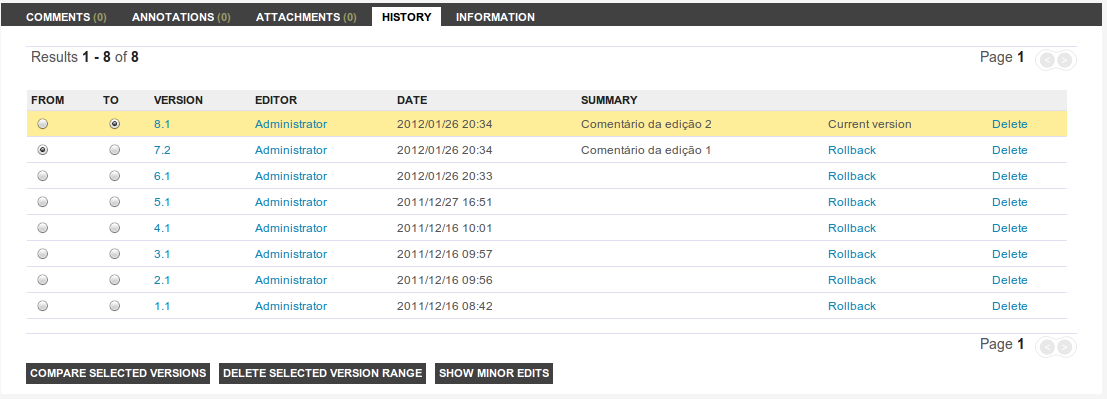 COMMENTS (0) ANNOTATIONS (0) ATTACHMENTS (0) HISTORY INFORMATION
Results 1 - 8 of 8 Page 1 < >
FROM TO VERSION EDITOR DATE SUMMARY
8.1 Administrator 2012/01/26 20:34 Comentário da edição 2 Current version Delete
7.2 Administrator 2012/01/26 20:34 Comentário da edição 1 Rollback Delete
6.1 Administrator 2012/01/26 20:33 Rollback Delete
5.1 Administrator 2011/12/27 16:51 Rollback Delete
4.1 Administrator 2011/12/16 10:01 Rollback Delete
3.1 Administrator 2011/12/16 09:57 Rollback Delete
2.1 Administrator 2011/12/16 09:56 Rollback Delete
1.1 Administrator 2011/12/16 08:42 Rollback Delete
Page 1 < >
COMPARE SELECTED VERSIONS DELETE SELECTED VERSION RANGE SHOW MINOR EDITS